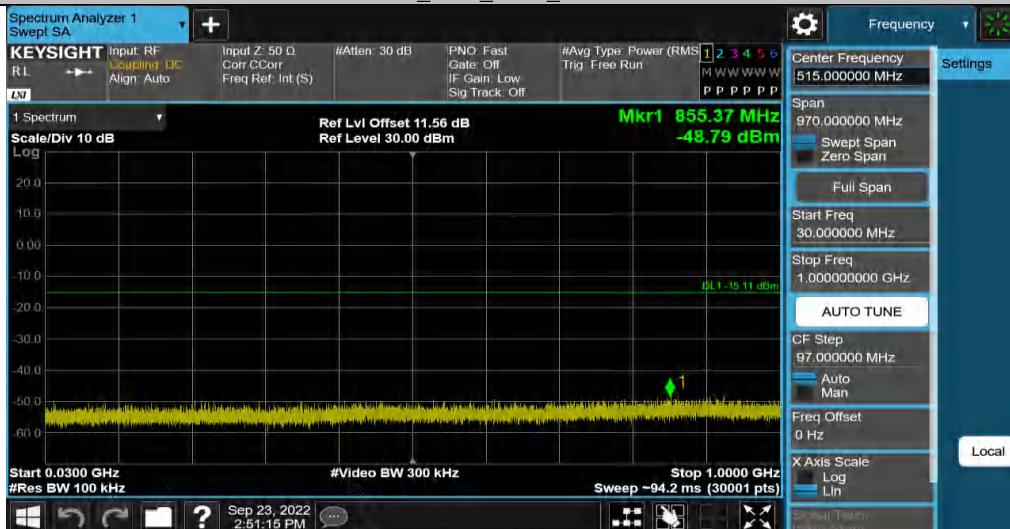 Spectrum Analyzer 1
Swept SA
+
Frequency
KEYSIGHT
RL
LXI
Input: RF
Coupling: DC
Align: Auto
Input Z: 50 Ω
Corr CCorr
Freq Ref: Int (S)
#Atten: 30 dB
PNO: Fast
Gate: Off
IF Gain: Low
Sig Track: Off
#Avg Type: Power (RMS
Trig: Free Run
1 2 3 4 5 6
M W W W W W
P P P P P P
1 Spectrum
Scale/Div 10 dB
Log
Ref Lvl Offset 11.56 dB
Ref Level 30.00 dBm
Mkr1 855.37 MHz
-48.79 dBm
20.0
10.0
0.00
-10.0
-20.0
-30.0
-40.0
-50.0
-60.0
DL1 -15.11 dBm
1
Start 0.0300 GHz
#Res BW 100 kHz
#Video BW 300 kHz
Stop 1.0000 GHz
Sweep ~94.2 ms (30001 pts)
Center Frequency
515.000000 MHz
Span
970.000000 MHz
Swept Span
Zero Span
Full Span
Start Freq
30.000000 MHz
Stop Freq
1.000000000 GHz
AUTO TUNE
CF Step
97.000000 MHz
Auto
Man
Freq Offset
0 Hz
X Axis Scale
Log
Lin
Settings
Local
?
Sep 23, 2022
2:51:15 PM